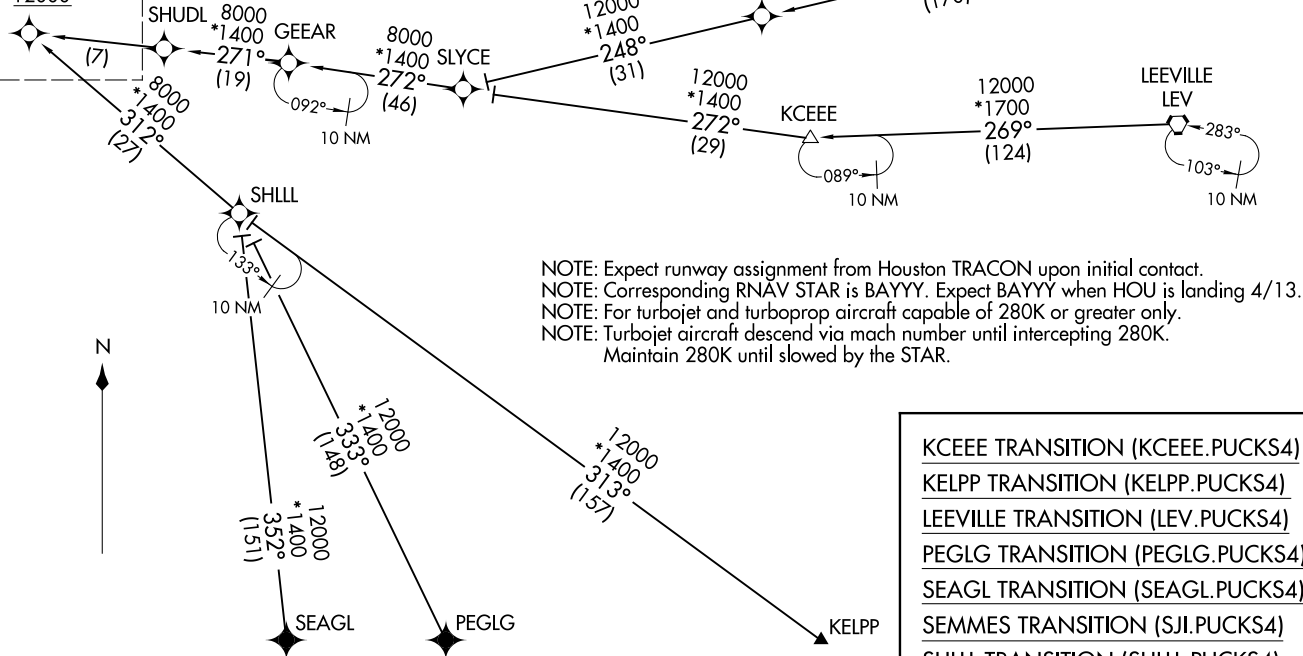 SHUDL
8000
*1400
271°
(19)
(7)
GEEAR
092°
10 NM
8000
*1400
272°
(46)
SLYCE
12000
*1400
248°
(31)
12000
*1400
272°
(29)
KCEEE
089°
10 NM
12000
*1700
269°
(124)
LEEVILLE
LEV
283°
103°
10 NM
8000
*1400
312°
(27)
SHLLL
133°
10 NM
NOTE: Expect runway assignment from Houston TRACON upon initial contact.
NOTE: Corresponding RNAV STAR is BAYYY. Expect BAYYY when HOU is landing 4/13.
NOTE: For turbojet and turboprop aircraft capable of 280K or greater only.
NOTE: Turbojet aircraft descend via mach number until intercepting 280K.
Maintain 280K until slowed by the STAR.
N
12000
*1400
352°
(151)
12000
*1400
333°
(148)
12000
*1400
313°
(157)
SEAGL
PEGLG
KELPP
KCEEE TRANSITION (KCEEE.PUCKS4)
KELPP TRANSITION (KELPP.PUCKS4)
LEEVILLE TRANSITION (LEV.PUCKS4)
PEGLG TRANSITION (PEGLG.PUCKS4)
SEAGL TRANSITION (SEAGL.PUCKS4)
SEMMES TRANSITION (SJI.PUCKS4)